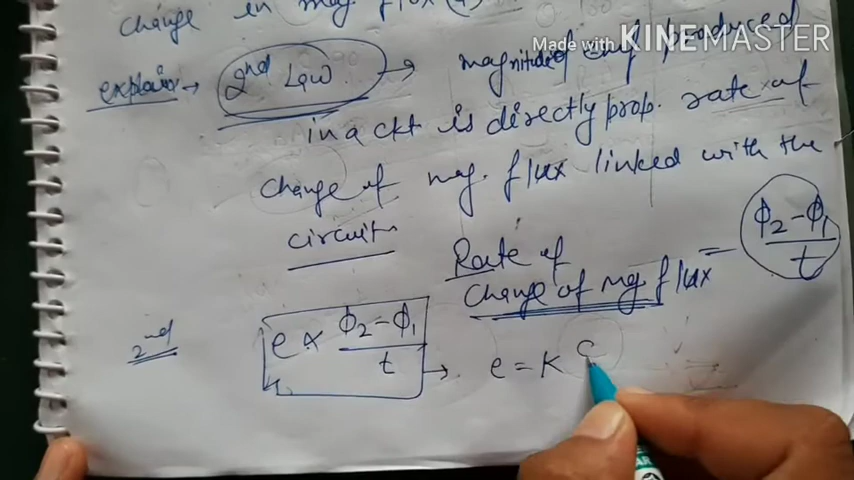 change in mag flux
Made with KINEMASTER
explain → 2nd Law → magnitude of emf produced
in a ckt is directly prop. rate of
change of mag. flux linked with the
circuit
Rate of
change of mag flux = ϕ2-ϕ1/t
2nd e ∝ ϕ2-ϕ1/t → e = K